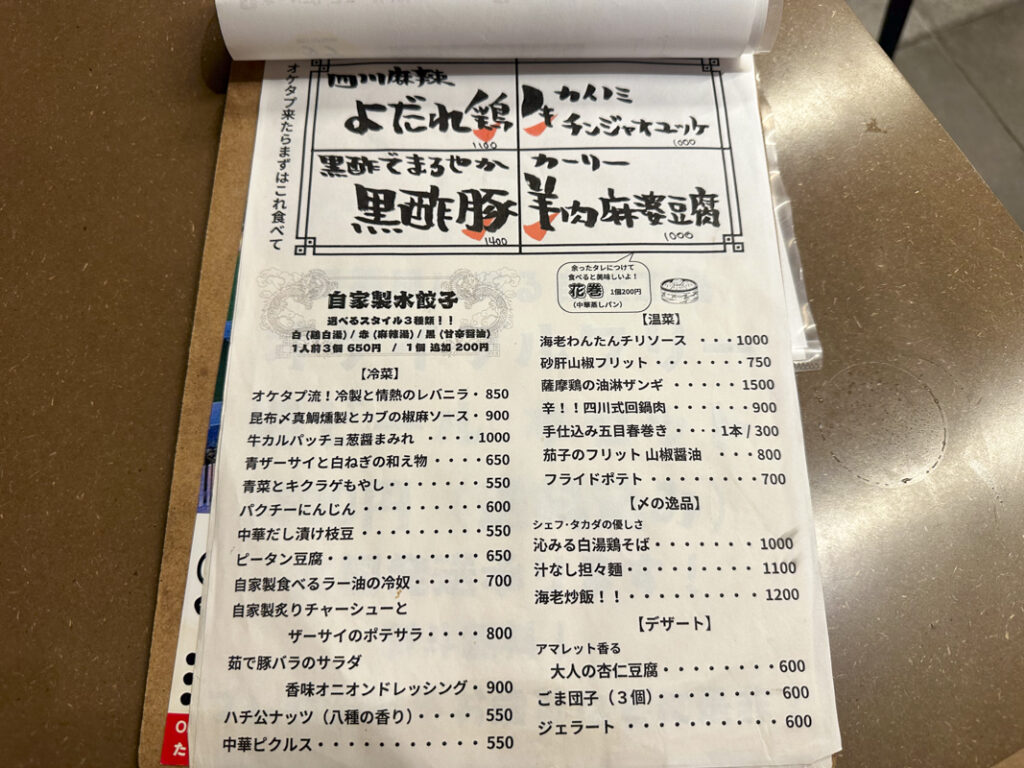 オケタブ来たらまずはこれ食べて
四川麻辣
よだれ鶏
1100
牛カイノミ
チンジャオユッケ
1000
黒酢でまろやか
黒酢豚
1400
カーリー
羊肉麻婆豆腐
1000
自家製水餃子
選べるスタイル3種類！！
白 (鶏白湯) / 赤 (麻辣湯) / 黒 (甘辛醤油)
1人前3個 650円 / 1個 追加 200円
【冷菜】
オケタブ流！冷製と情熱のレバニラ・ 850
昆布〆真鯛燻製とカブの椒麻ソース・ 900
牛カルパッチョ葱醤まみれ ・・・・1000
青ザーサイと白ねぎの和え物・・・・・650
青菜とキクラゲもやし・・・・・・・・550
パクチーにんじん・・・・・・・・・・600
中華だし漬け枝豆・・・・・・・・・・550
ピータン豆腐・・・・・・・・・・・・650
自家製食べるラー油の冷奴・・・・・・700
自家製炙りチャーシューと
ザーサイのポテサラ・・・・800
茹で豚バラのサラダ
香味オニオンドレッシング・900
ハチ公ナッツ（八種の香り）・・・・ 550
中華ピクルス・・・・・・・・・・・・550
余ったタレにつけて
食べると美味しいよ！
花巻 1個200円
（中華蒸しパン）
【温菜】
海老わんたんチリソース ・・・1000
砂肝山椒フリット・・・・・・・750
薩摩鶏の油淋ザンギ ・・・・・1500
辛！！四川式回鍋肉・・・・・・900
手仕込み五目春巻き・・・・1本 / 300
茄子のフリット 山椒醤油 ・・・800
フライドポテト・・・・・・・・700
【〆の逸品】
シェフ・タカダの優しさ
沁みる白湯鶏そば・・・・・・・1000
汁なし担々麺・・・・・・・・・1100
海老炒飯！！・・・・・・・・・1200
【デザート】
アマレット香る
大人の杏仁豆腐・・・・・・・・600
ごま団子（3個）・・・・・・・・600
ジェラート・・・・・・・・・・600